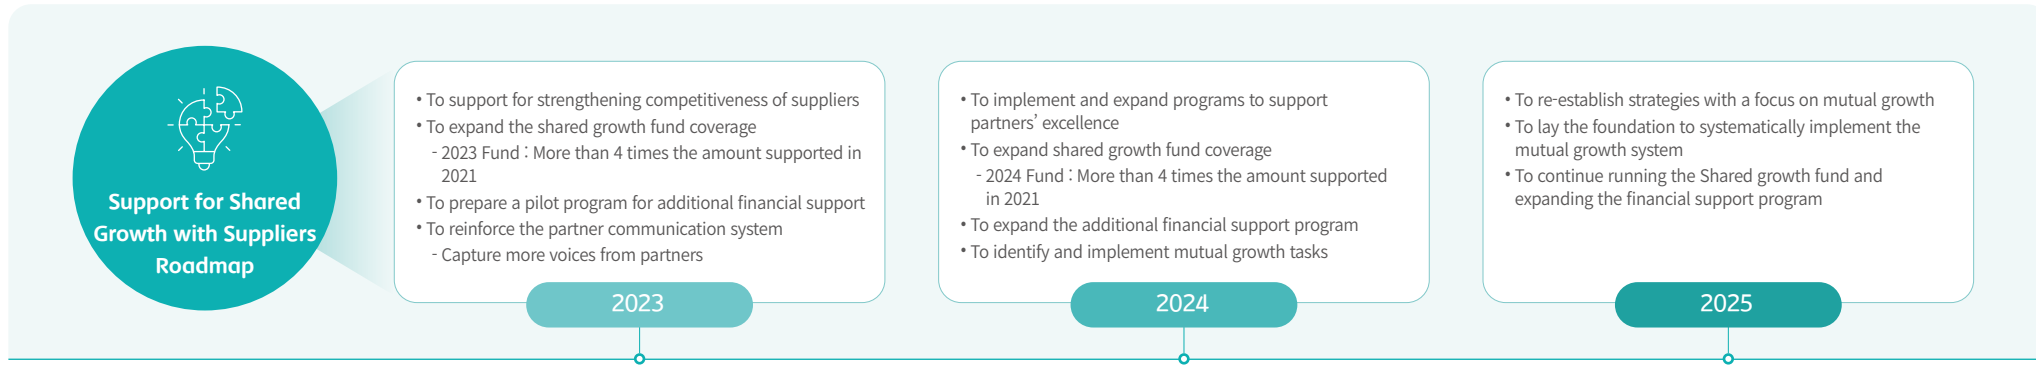 Support for Shared
Growth with Suppliers
Roadmap
• To support for strengthening competitiveness of suppliers
• To expand the shared growth fund coverage
- 2023 Fund : More than 4 times the amount supported in
2021
• To prepare a pilot program for additional financial support
• To reinforce the partner communication system
- Capture more voices from partners
2023
• To implement and expand programs to support
partners’ excellence
• To expand shared growth fund coverage
- 2024 Fund : More than 4 times the amount supported
in 2021
• To expand the additional financial support program
• To identify and implement mutual growth tasks
2024
• To re-establish strategies with a focus on mutual growth
• To lay the foundation to systematically implement the
mutual growth system
• To continue running the Shared growth fund and
expanding the financial support program
2025